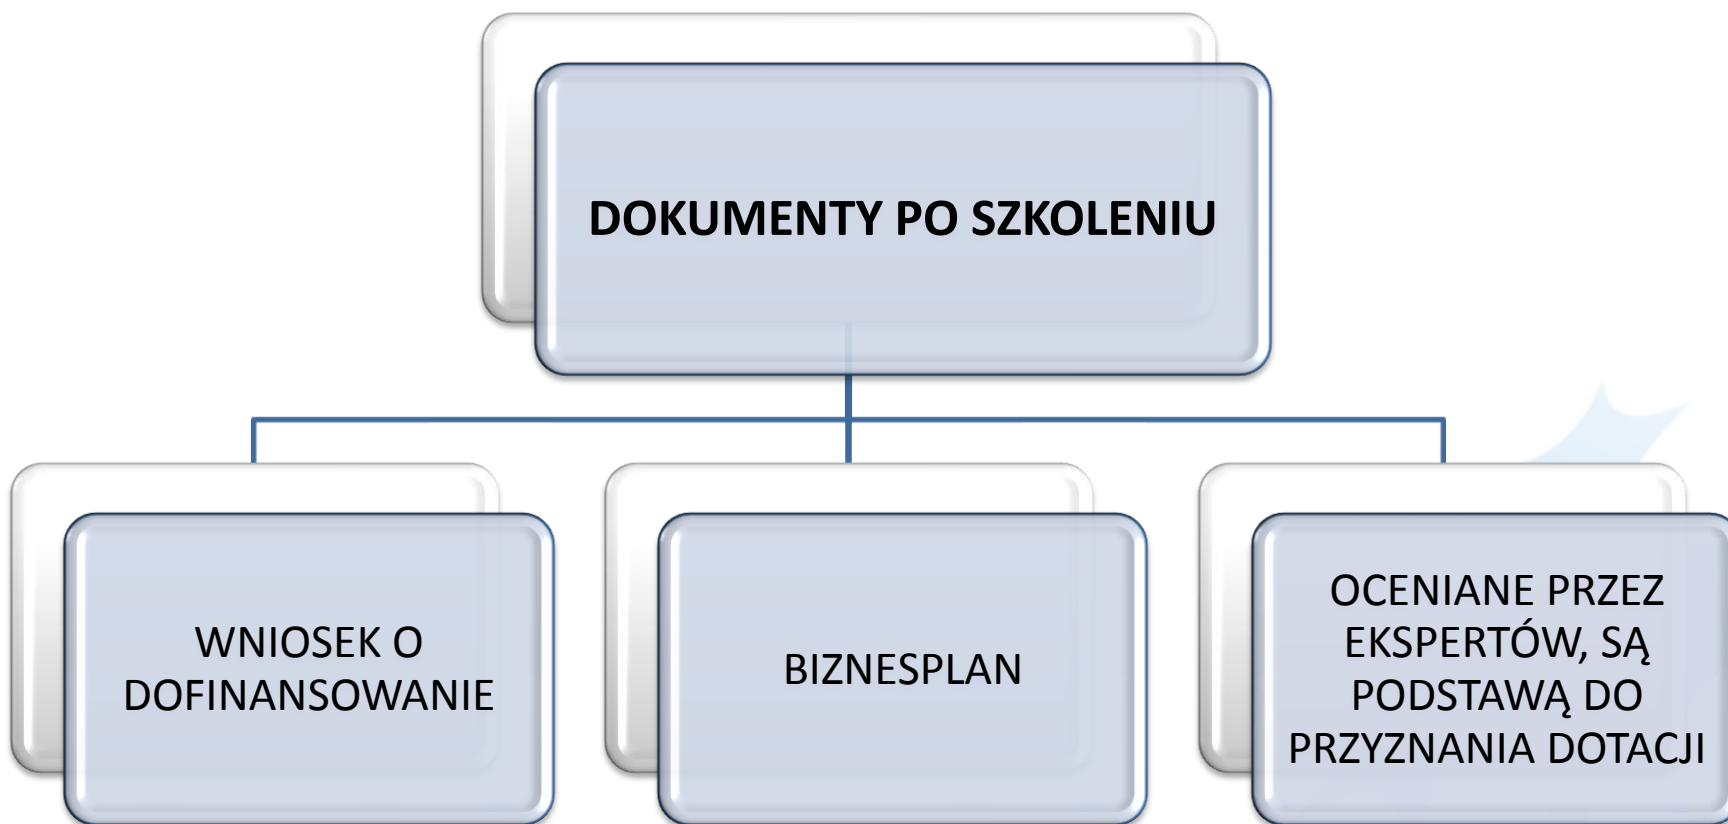 DOKUMENTY PO SZKOLENIU
WNIOSEK O
DOFINANSOWANIE
BIZNESPLAN
OCENIANE PRZEZ
EKSPERTÓW, SĄ
PODSTAWĄ DO
PRZYZNANIA DOTACJI